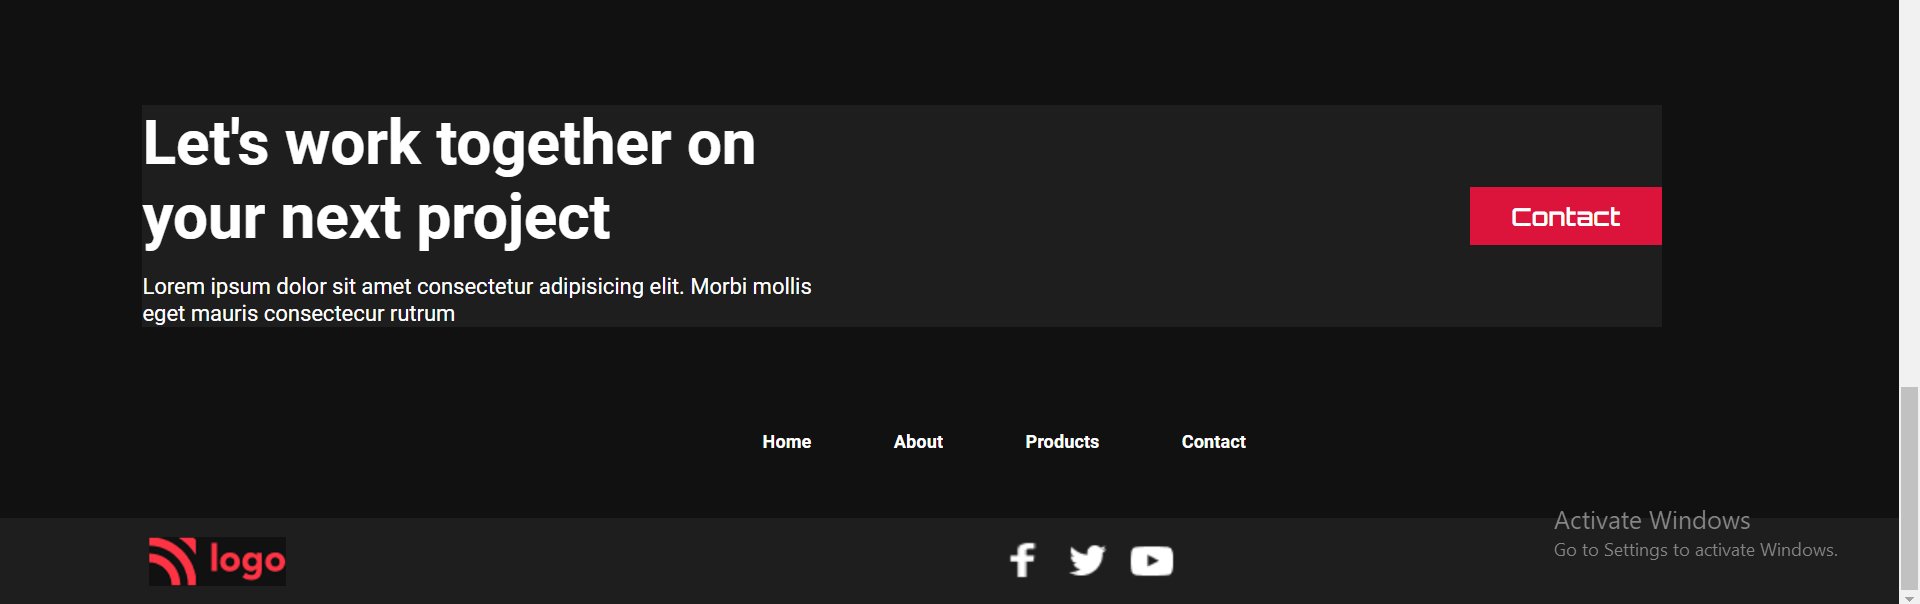 Let's work together on
your next project
Contact
Lorem ipsum dolor sit amet consectetur adipisicing elit. Morbi mollis
eget mauris consectecur rutrum
Home About Products Contact
Activate Windows
Go to Settings to activate Windows.
logo